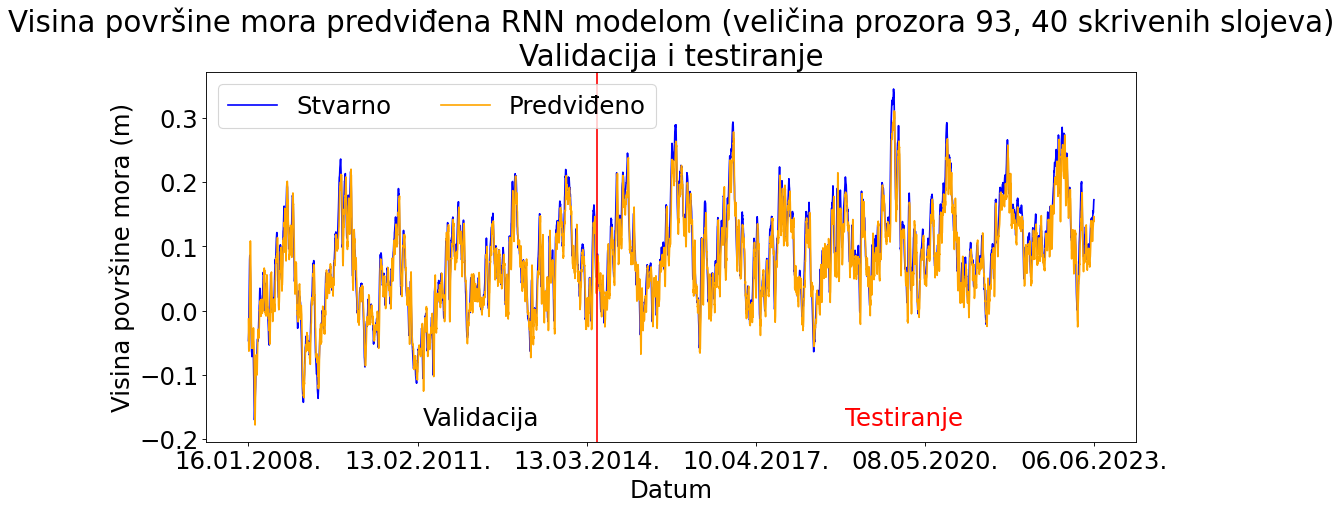 Visina površine mora predviđena RNN modelom (veličina prozora 93, 40 skrivenih slojeva)
Validacija i testiranje
Stvarno
Predviđeno
Visina površine mora (m)
0.3
0.2
0.1
0.0
−0.1
−0.2
Validacija
Testiranje
16.01.2008.
13.02.2011.
13.03.2014.
10.04.2017.
08.05.2020.
06.06.2023.
Datum